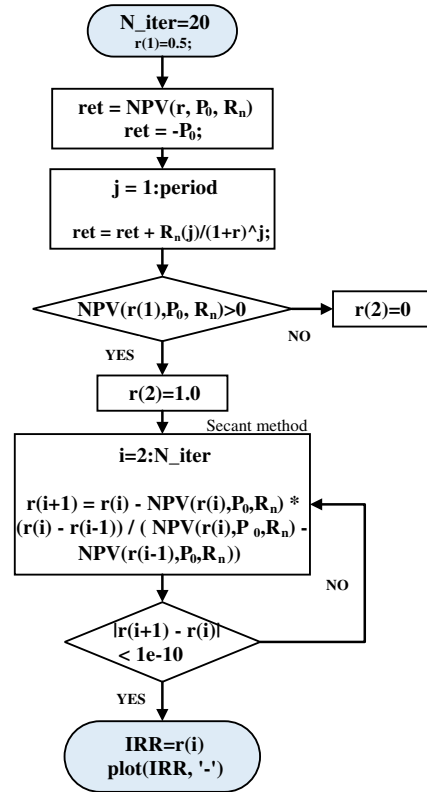 N_iter=20
r(1)=0.5;
ret = NPV(r, P₀, Rₙ)
ret = -P₀;
j = 1:period
ret = ret + Rₙ(j)/(1+r)^j;
NPV(r(1),P₀, Rₙ)>0
r(2)=0
NO
YES
r(2)=1.0
Secant method
i=2:N_iter
r(i+1) = r(i) - NPV(r(i),P₀,Rₙ) *
(r(i) - r(i-1)) / ( NPV(r(i),P ₀,Rₙ) -
NPV(r(i-1),P₀,Rₙ))
NO
|r(i+1) - r(i)|
< 1e-10
YES
IRR=r(i)
plot(IRR, '-')